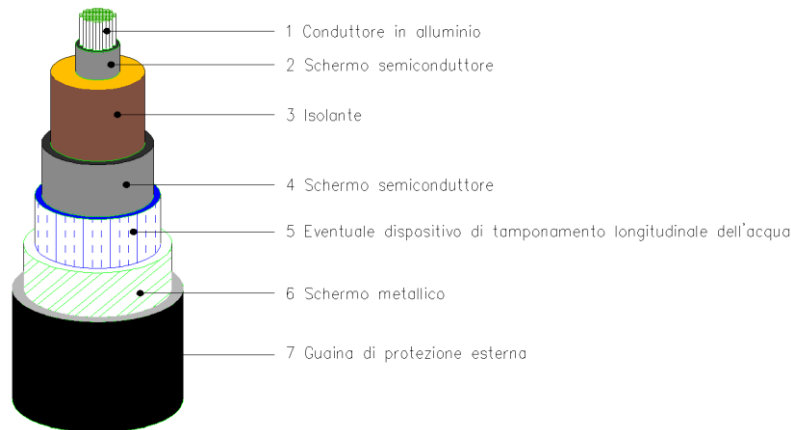 1 Conduttore in alluminio
2 Schermo semiconduttore
3 Isolante
4 Schermo semiconduttore
5 Eventuale dispositivo di tamponamento longitudinale dell'acqua
6 Schermo metallico
7 Guaina di protezione esterna